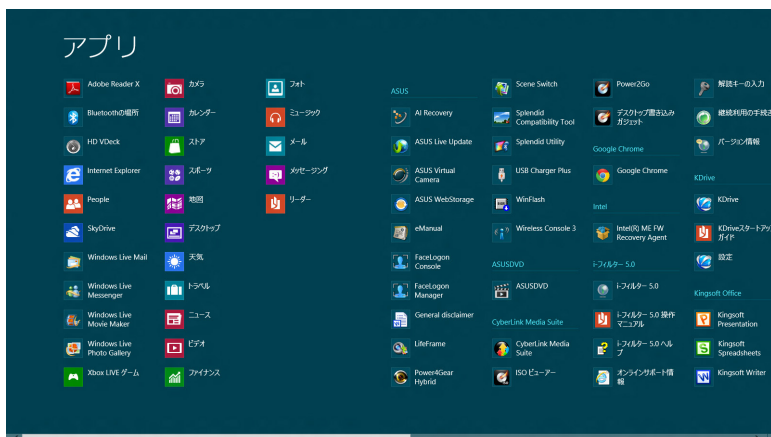 アプリ
Adobe Reader X
Bluetoothの場所
HD VDeck
Internet Explorer
People
SkyDrive
Windows Live Mail
Windows Live
Messenger
Windows Live
Movie Maker
Windows Live
Photo Gallery
Xbox LIVE ゲーム
カメラ
カレンダー
ストア
スポーツ
地図
デスクトップ
天気
トラベル
ニュース
ビデオ
ファイナンス
フォト
ミュージック
メール
メッセージング
リーダー
ASUS
AI Recovery
ASUS Live Update
ASUS Virtual
Camera
ASUS WebStorage
eManual
FaceLogon
Console
FaceLogon
Manager
General disclaimer
LifeFrame
Power4Gear
Hybrid
Scene Switch
Splendid
Compatibility Tool
Splendid Utility
USB Charger Plus
WinFlash
Wireless Console 3
ASUSDVD
ASUSDVD
CyberLink Media Suite
CyberLink Media
Suite
ISO ビューアー
Power2Go
デスクトップ書き込み
ガジェット
Google Chrome
Google Chrome
Intel
Intel(R) ME FW
Recovery Agent
i-フィルター 5.0
i-フィルター 5.0
i-フィルター 5.0 操作
マニュアル
i-フィルター 5.0 ヘル
プ
オンラインサポート情
報
解読キーの入力
継続利用の手続き
バージョン情報
KDrive
KDrive
KDriveスタートアッ
ガイド
設定
Kingsoft Office
Kingsoft
Presentation
Kingsoft
Spreadsheets
Kingsoft Writer